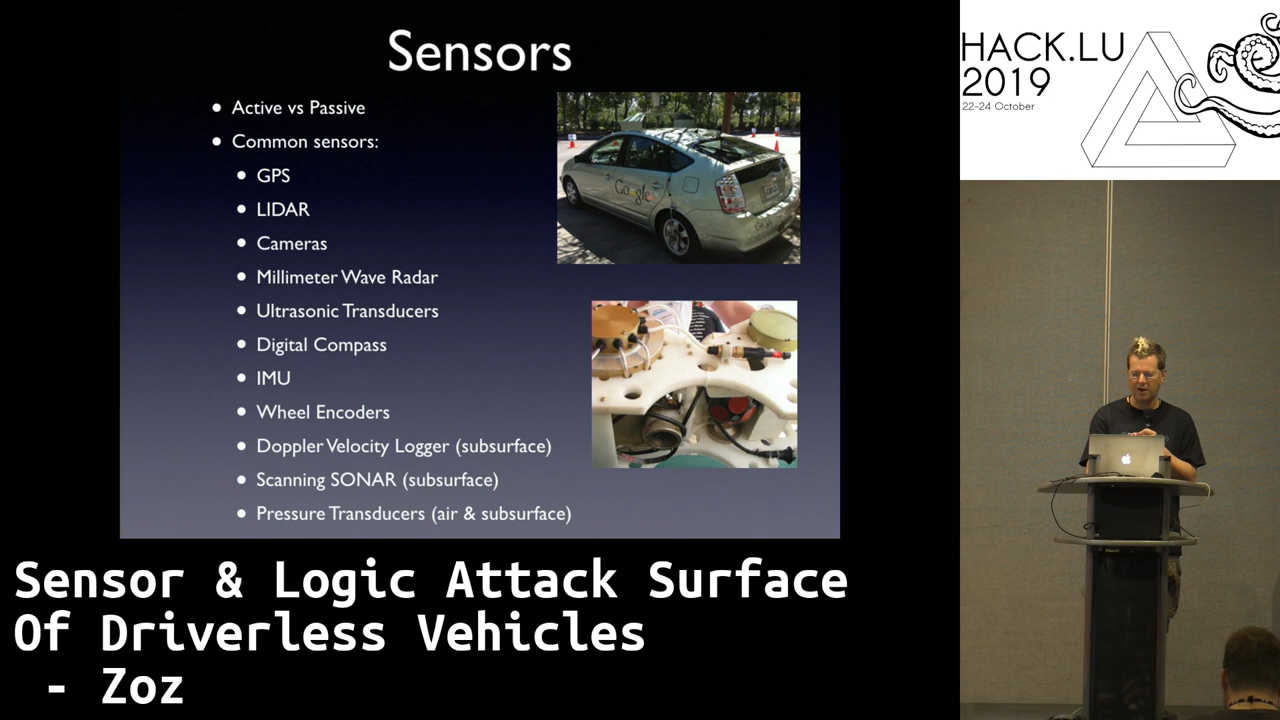 Sensors
• Active vs Passive
• Common sensors:
• GPS
• LIDAR
• Cameras
• Millimeter Wave Radar
• Ultrasonic Transducers
• Digital Compass
• IMU
• Wheel Encoders
• Doppler Velocity Logger (subsurface)
• Scanning SONAR (subsurface)
• Pressure Transducers (air & subsurface)
Google
HACK.LU
2019
22-24 October
Sensor & Logic Attack Surface
Of Driverless Vehicles
- Zoz